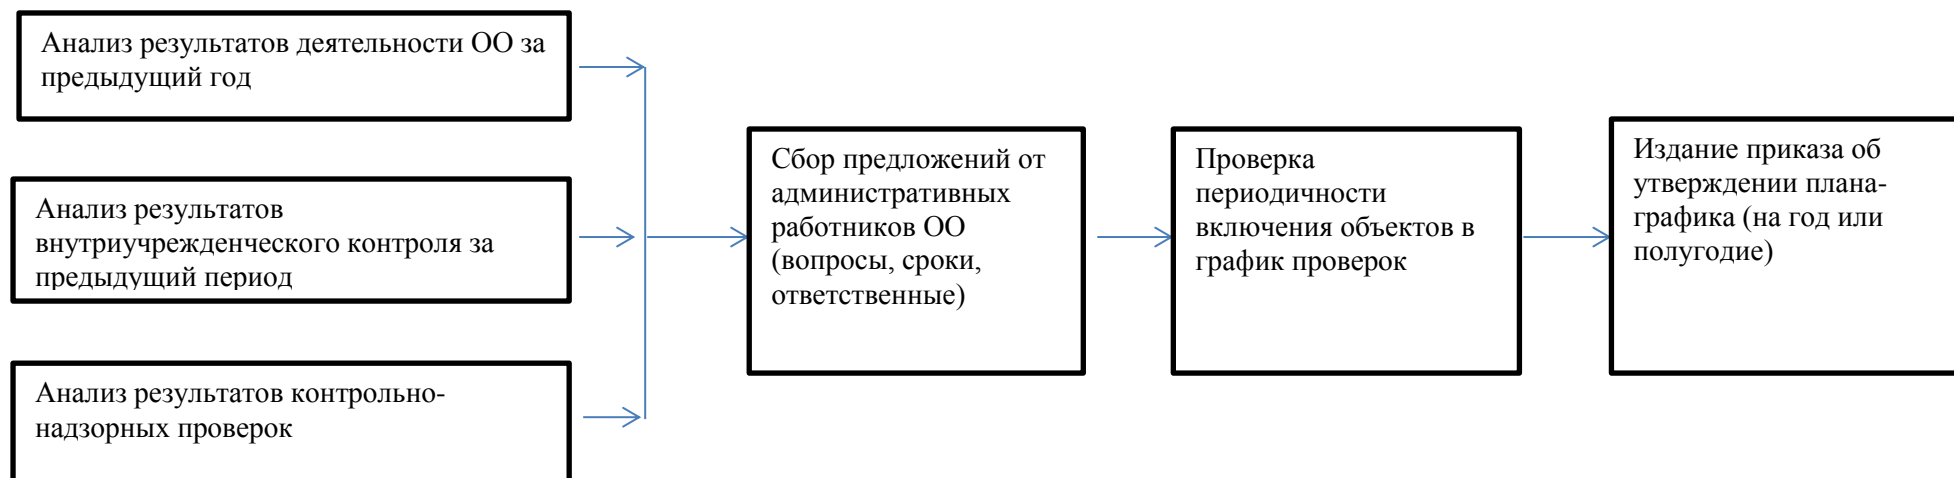 Анализ результатов деятельности ОО за
предыдущий год
Анализ результатов
внутриучрежденческого контроля за
предыдущий период
Анализ результатов контрольно-
надзорных проверок
Сбор предложений от
административных
работников ОО
(вопросы, сроки,
ответственные)
Проверка
периодичности
включения объектов в
график проверок
Издание приказа об
утверждении плана-
графика (на год или
полугодие)